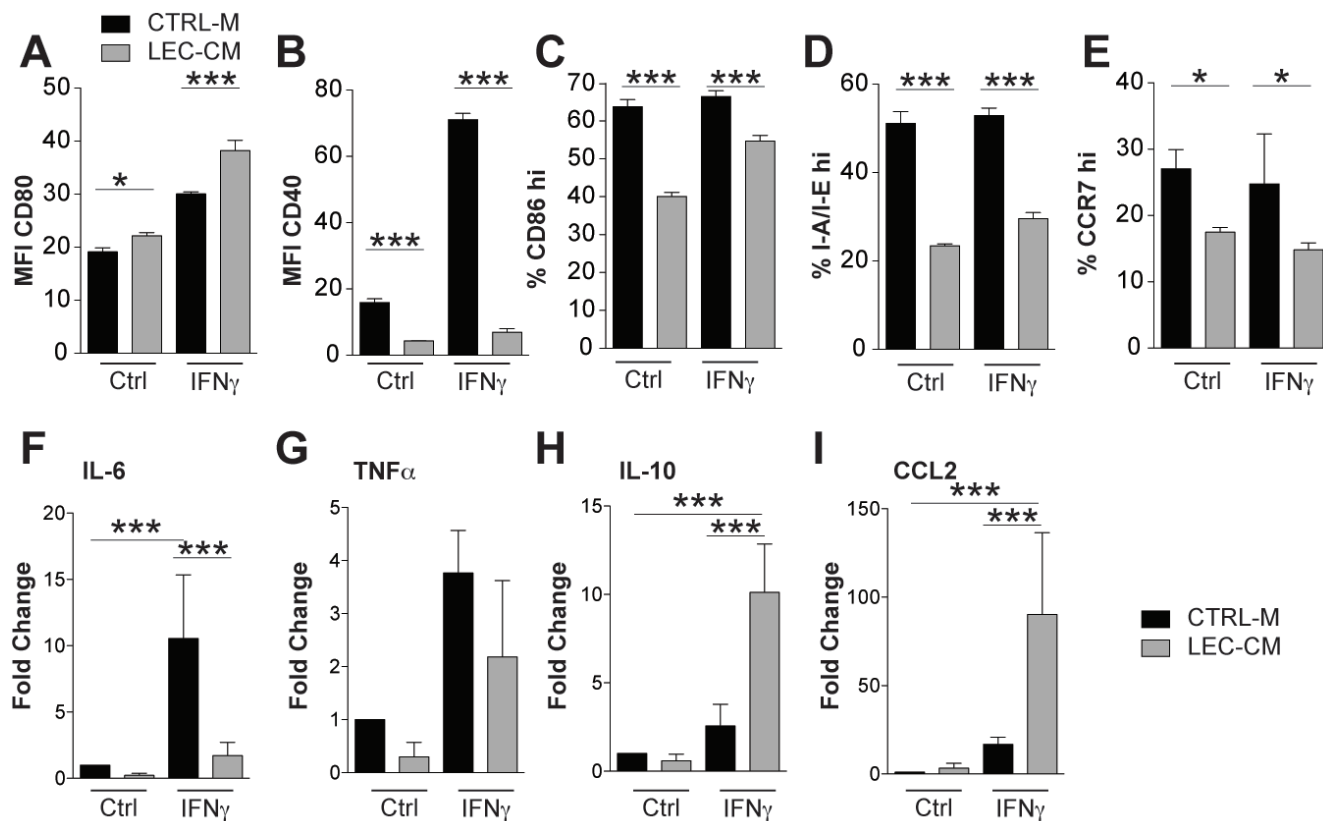 A
CTRL-M
LEC-CM
***
*
50
40
30
20
10
0
MFI CD80
Ctrl
IFNγ
B
***
***
80
60
40
20
0
MFI CD40
Ctrl
IFNγ
C
***
***
70
60
50
40
30
20
10
0
% CD86 hi
Ctrl
IFNγ
D
***
***
60
40
20
0
% I-A/I-E hi
Ctrl
IFNγ
E
*
*
40
30
20
10
0
% CCR7 hi
Ctrl
IFNγ
F
IL-6
***
***
20
15
10
5
0
Fold Change
Ctrl
IFNγ
G
TNFα
5
4
3
2
1
0
Fold Change
Ctrl
IFNγ
H
IL-10
***
***
15
10
5
0
Fold Change
Ctrl
IFNγ
I
CCL2
***
***
150
100
50
0
Fold Change
Ctrl
IFNγ
CTRL-M
LEC-CM